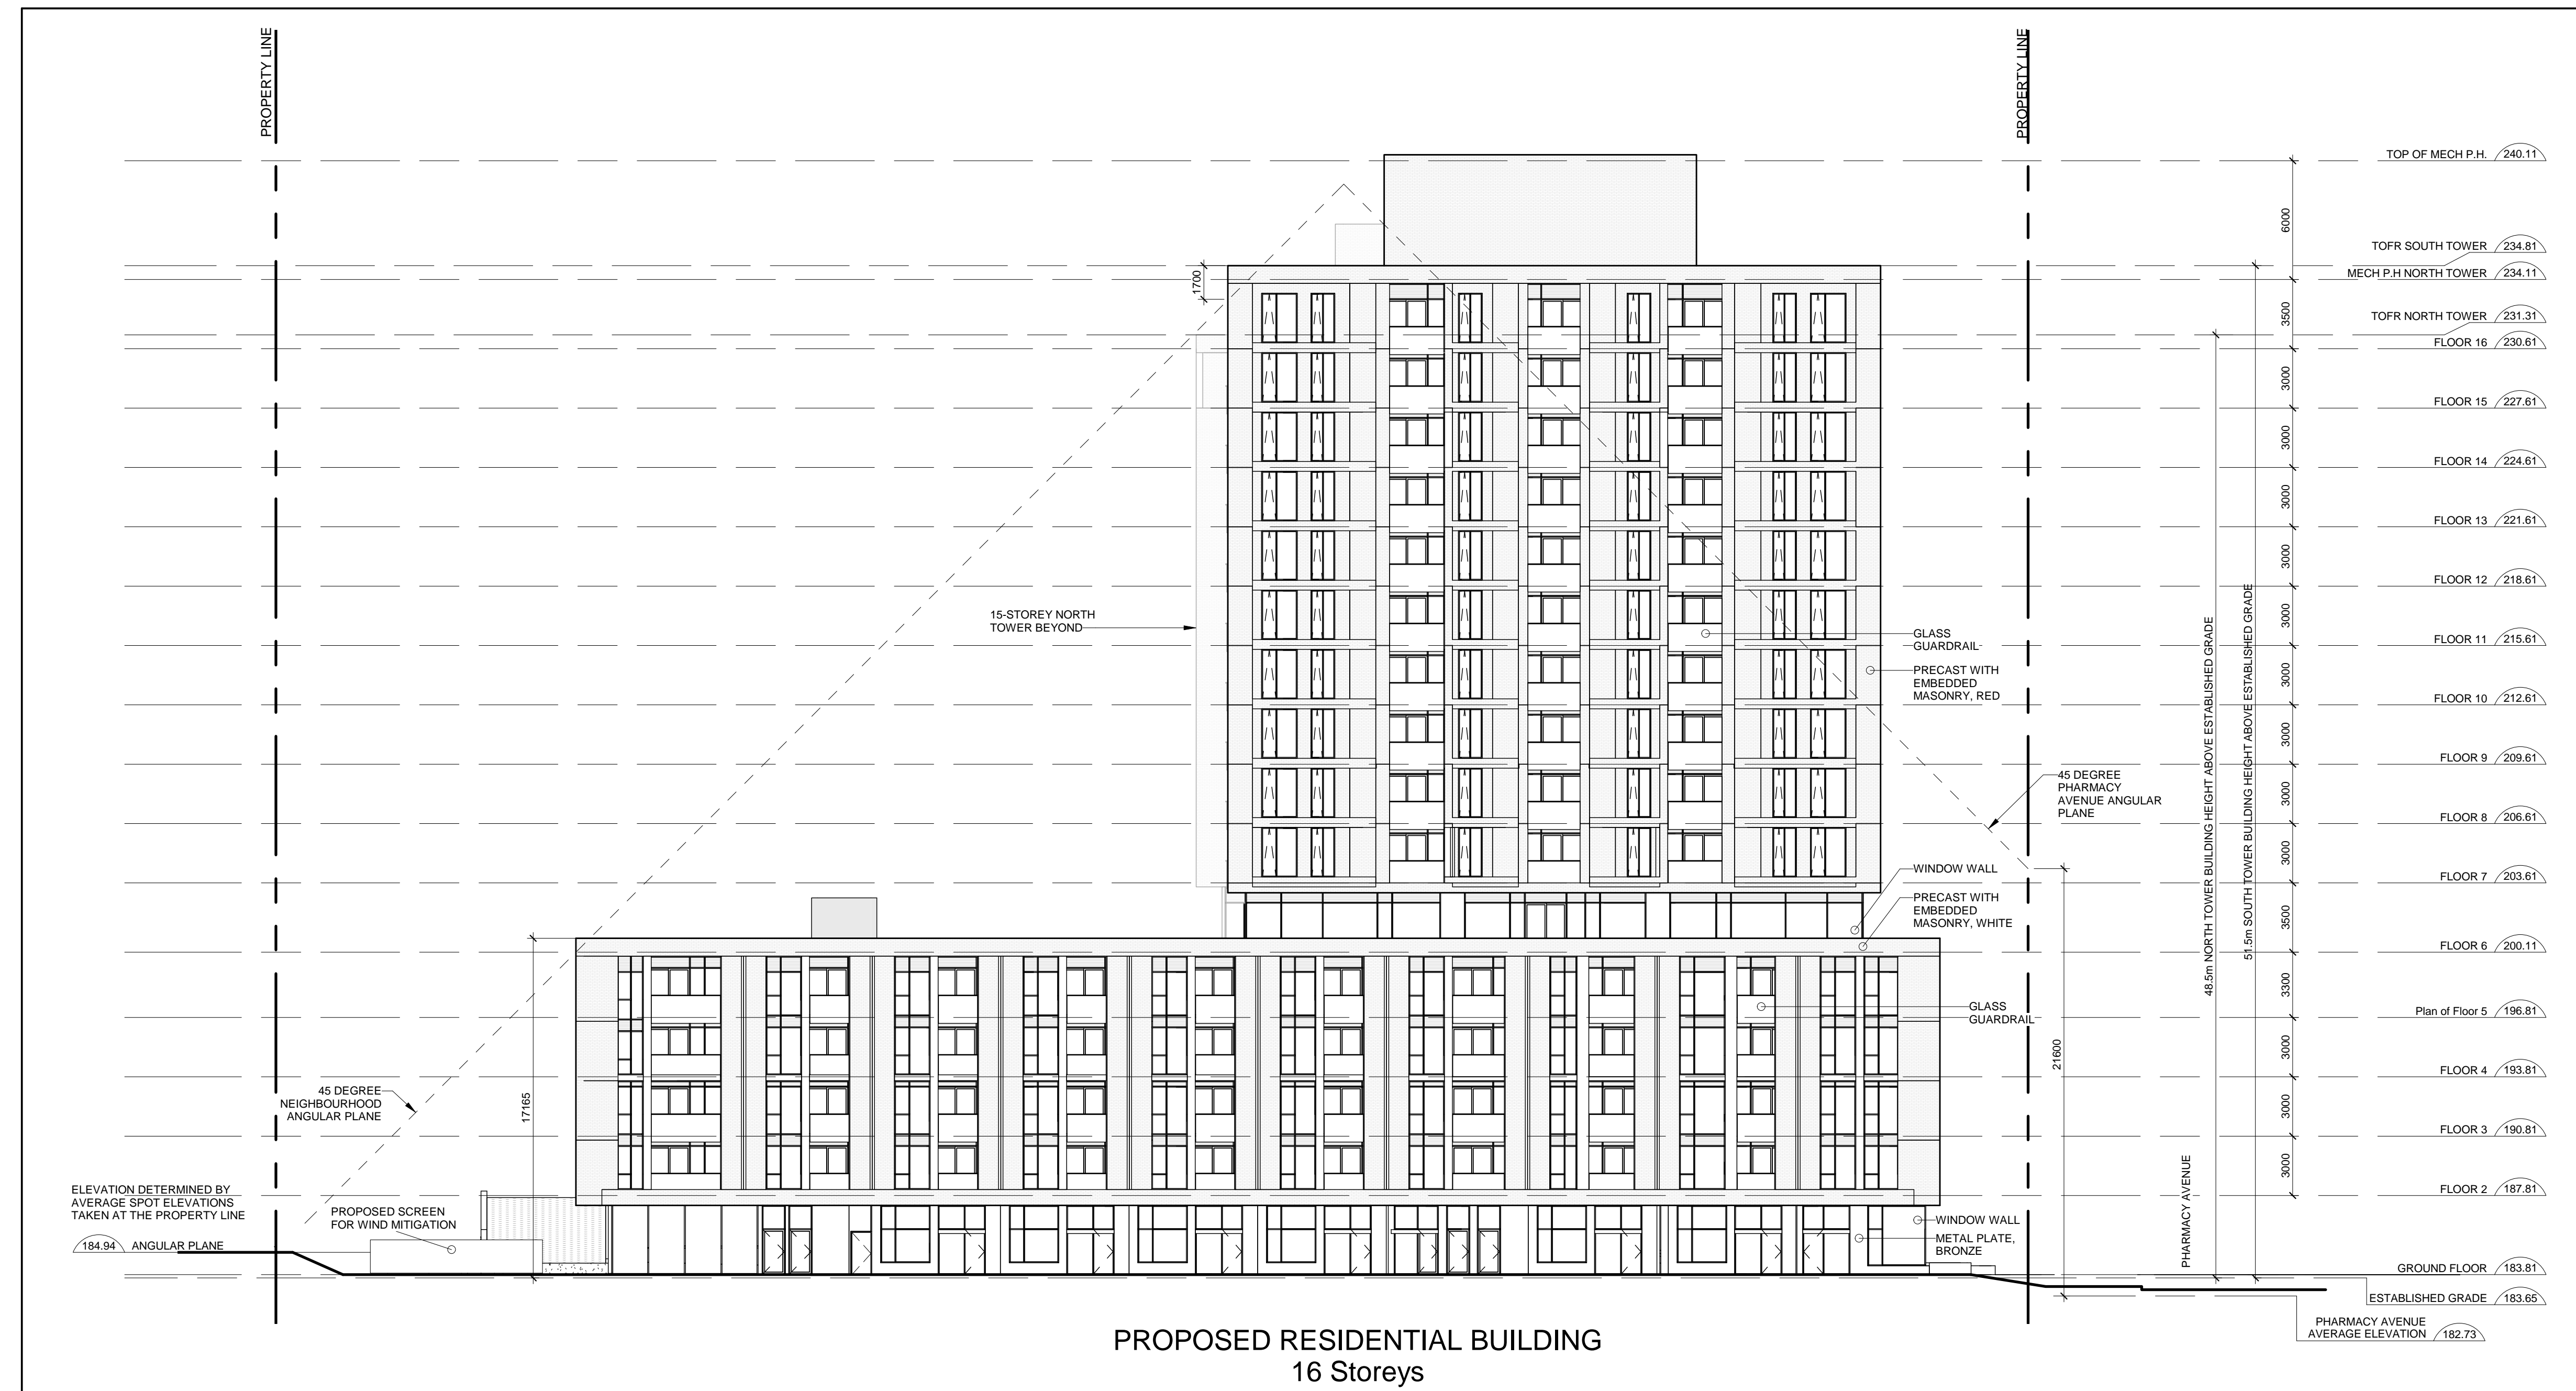 PROPERTY LINE
PROPERTY LINE
TOP OF MECH P.H. 240.11
6000
TOFR SOUTH TOWER 234.81
MECH P.H NORTH TOWER 234.11
1700
3500
TOFR NORTH TOWER 231.31
FLOOR 16 230.61
3000
FLOOR 15 227.61
3000
FLOOR 14 224.61
3000
FLOOR 13 221.61
3000
FLOOR 12 218.61
3000
FLOOR 11 215.61
3000
FLOOR 10 212.61
3000
FLOOR 9 209.61
3000
FLOOR 8 206.61
3000
FLOOR 7 203.61
3500
FLOOR 6 200.11
3300
Plan of Floor 5 196.81
3000
FLOOR 4 193.81
3000
FLOOR 3 190.81
3000
FLOOR 2 187.81
GROUND FLOOR 183.81
ESTABLISHED GRADE 183.65
PHARMACY AVENUE
AVERAGE ELEVATION 182.73
48.5m NORTH TOWER BUILDING HEIGHT ABOVE ESTABLISHED GRADE
51.5m SOUTH TOWER BUILDING HEIGHT ABOVE ESTABLISHED GRADE
PHARMACY AVENUE
21600
15-STOREY NORTH
TOWER BEYOND
GLASS
GUARDRAIL
PRECAST WITH
EMBEDDED
MASONRY, RED
45 DEGREE
PHARMACY
AVENUE ANGULAR
PLANE
WINDOW WALL
PRECAST WITH
EMBEDDED
MASONRY, WHITE
GLASS
GUARDRAIL
WINDOW WALL
METAL PLATE,
BRONZE
17165
45 DEGREE
NEIGHBOURHOOD
ANGULAR PLANE
ELEVATION DETERMINED BY
AVERAGE SPOT ELEVATIONS
TAKEN AT THE PROPERTY LINE
PROPOSED SCREEN
FOR WIND MITIGATION
184.94 ANGULAR PLANE
PROPOSED RESIDENTIAL BUILDING
16 Storeys